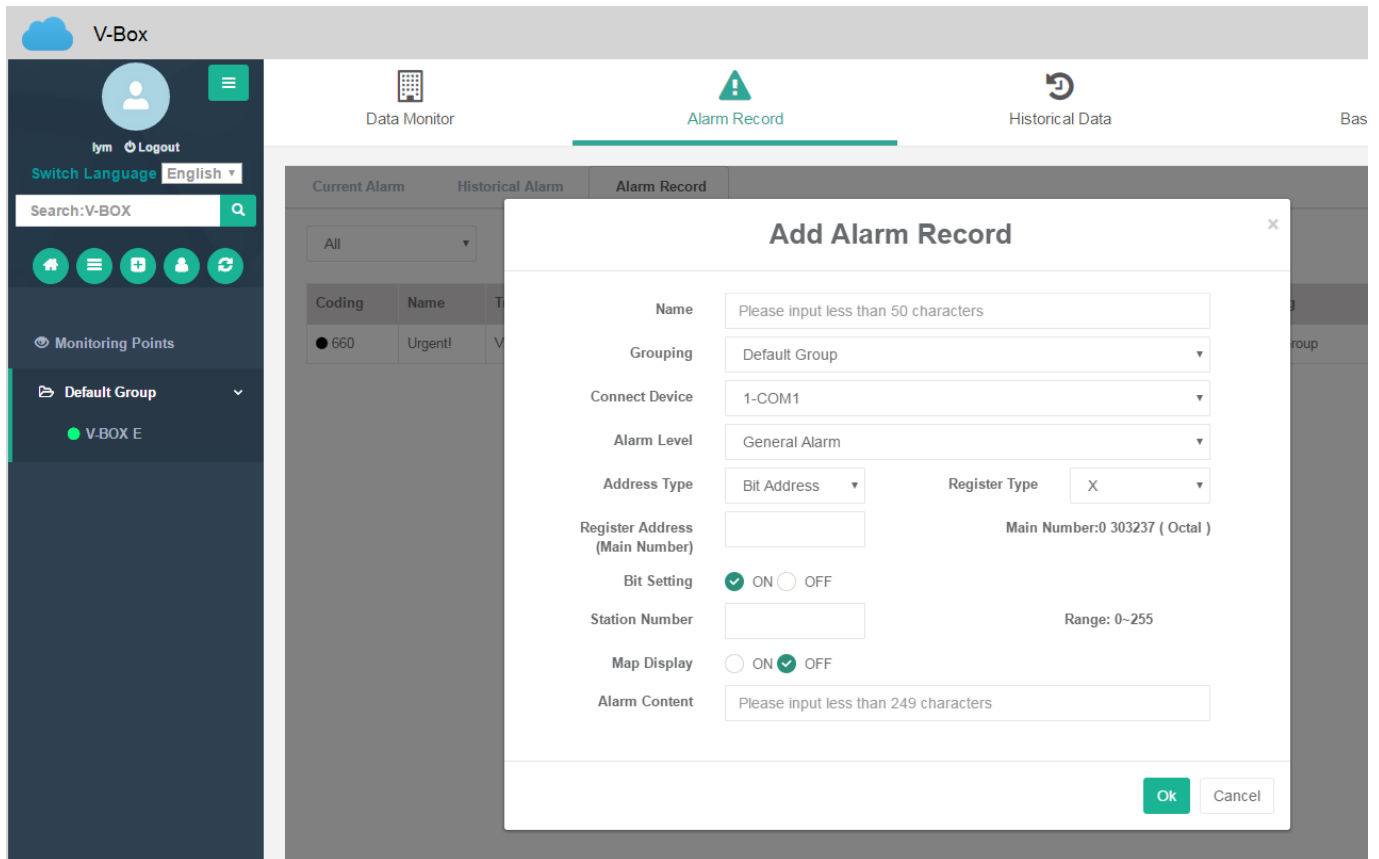 V-Box
lym Logout
Switch Language English
Search:V-BOX
Monitoring Points
Default Group
V-BOX E
Data Monitor
Alarm Record
Historical Data
Bas
Current Alarm Historical Alarm Alarm Record
All
Coding Name
660 Urgent! roup
Add Alarm Record
×
Name Please input less than 50 characters
Grouping Default Group
Connect Device 1-COM1
Alarm Level General Alarm
Address Type Bit Address Register Type X
Register Address Main Number:0 303237 ( Octal )
(Main Number)
Bit Setting ON OFF
Station Number Range: 0~255
Map Display ON OFF
Alarm Content Please input less than 249 characters
Ok Cancel